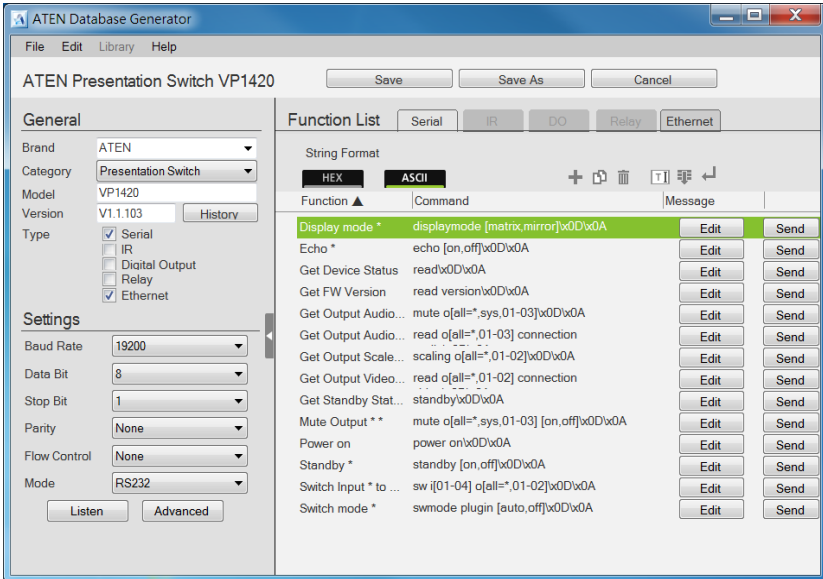 ATEN Database Generator
File Edit Library Help
ATEN Presentation Switch VP1420
Save Save As Cancel
General
Brand ATEN
Category Presentation Switch
Model VP1420
Version V1.1.103 History
Type Serial
IR
Digital Output
Relay
Ethernet
Settings
Baud Rate 19200
Data Bit 8
Stop Bit 1
Parity None
Flow Control None
Mode RS232
Listen Advanced
Function List Serial IR DO Relay Ethernet
String Format
HEX ASCII
Function ▲ Command Message
Display mode * displaymode [matrix,mirror]\x0D\x0A Edit Send
Echo * echo [on,off]\x0D\x0A Edit Send
Get Device Status read\x0D\x0A Edit Send
Get FW Version read version\x0D\x0A Edit Send
Get Output Audio... mute o[all=*,sys,01-03]\x0D\x0A Edit Send
Get Output Audio... read o[all=*,01-03] connection Edit Send
Get Output Scale... scaling o[all=*,01-02]\x0D\x0A Edit Send
Get Output Video... read o[all=*,01-02] connection Edit Send
Get Standby Stat... standby\x0D\x0A Edit Send
Mute Output * * mute o[all=*,sys,01-03] [on,off]\x0D\x0A Edit Send
Power on power on\x0D\x0A Edit Send
Standby * standby [on,off]\x0D\x0A Edit Send
Switch Input * to ... sw i[01-04] o[all=*,01-02]\x0D\x0A Edit Send
Switch mode * swmode plugin [auto,off]\x0D\x0A Edit Send